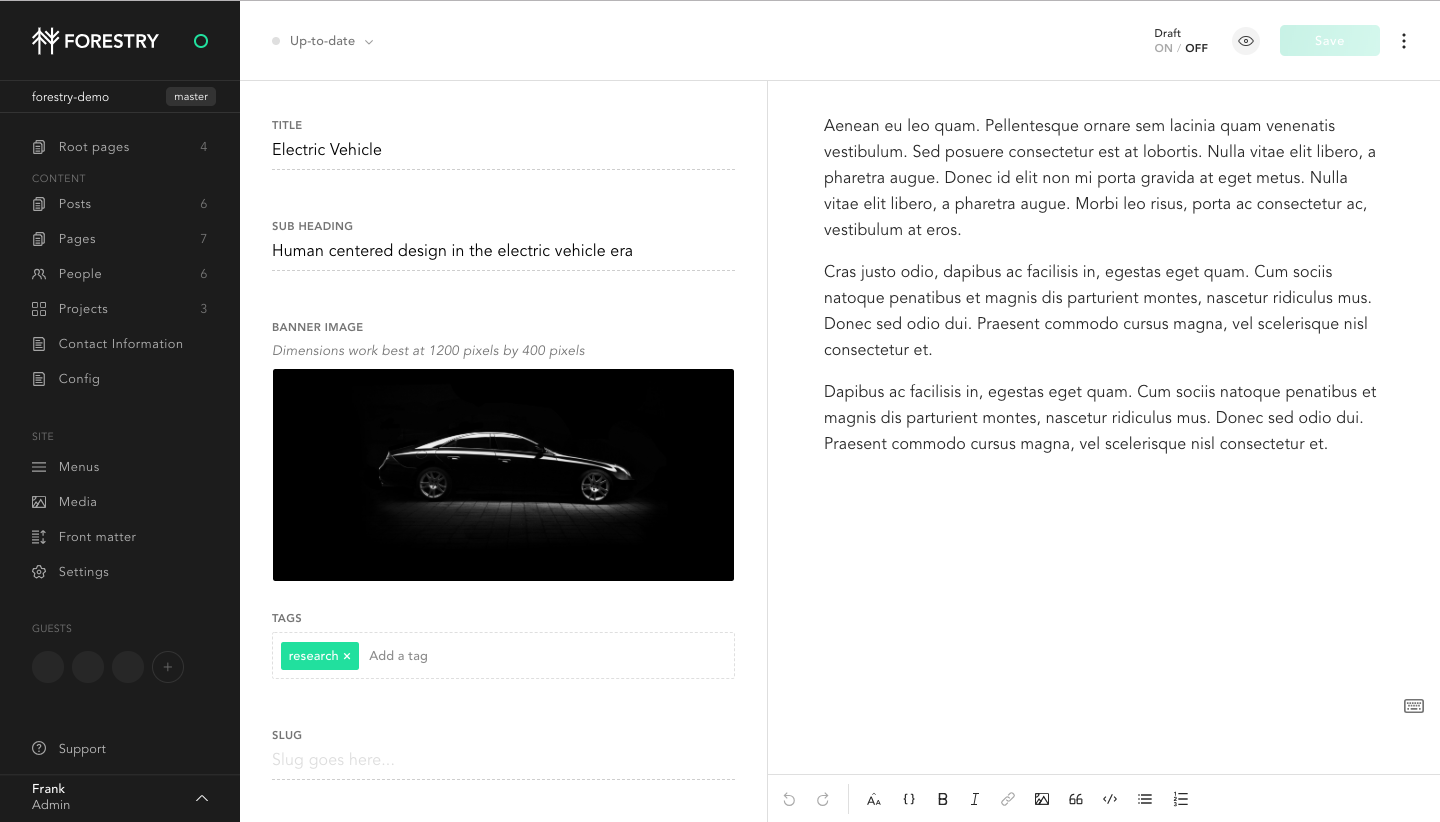 FORESTRY
forestry-demo master
Root pages 4
CONTENT
Posts 6
Pages 7
People 6
Projects 3
Contact Information
Config
SITE
Menus
Media
Front matter
Settings
GUESTS
+
Support
Frank
Admin
Up-to-date
Draft
ON / OFF
Save
TITLE
Electric Vehicle
SUB HEADING
Human centered design in the electric vehicle era
BANNER IMAGE
Dimensions work best at 1200 pixels by 400 pixels
TAGS
research ×
Add a tag
SLUG
Slug goes here...
Aenean eu leo quam. Pellentesque ornare sem lacinia quam venenatis
vestibulum. Sed posuere consectetur est at lobortis. Nulla vitae elit libero, a
pharetra augue. Donec id elit non mi porta gravida at eget metus. Nulla
vitae elit libero, a pharetra augue. Morbi leo risus, porta ac consectetur ac,
vestibulum at eros.
Cras justo odio, dapibus ac facilisis in, egestas eget quam. Cum sociis
natoque penatibus et magnis dis parturient montes, nascetur ridiculus mus.
Donec sed odio dui. Praesent commodo cursus magna, vel scelerisque nisl
consectetur et.
Dapibus ac facilisis in, egestas eget quam. Cum sociis natoque penatibus et
magnis dis parturient montes, nascetur ridiculus mus. Donec sed odio dui.
Praesent commodo cursus magna, vel scelerisque nisl consectetur et.
AA {} B I 66 </>